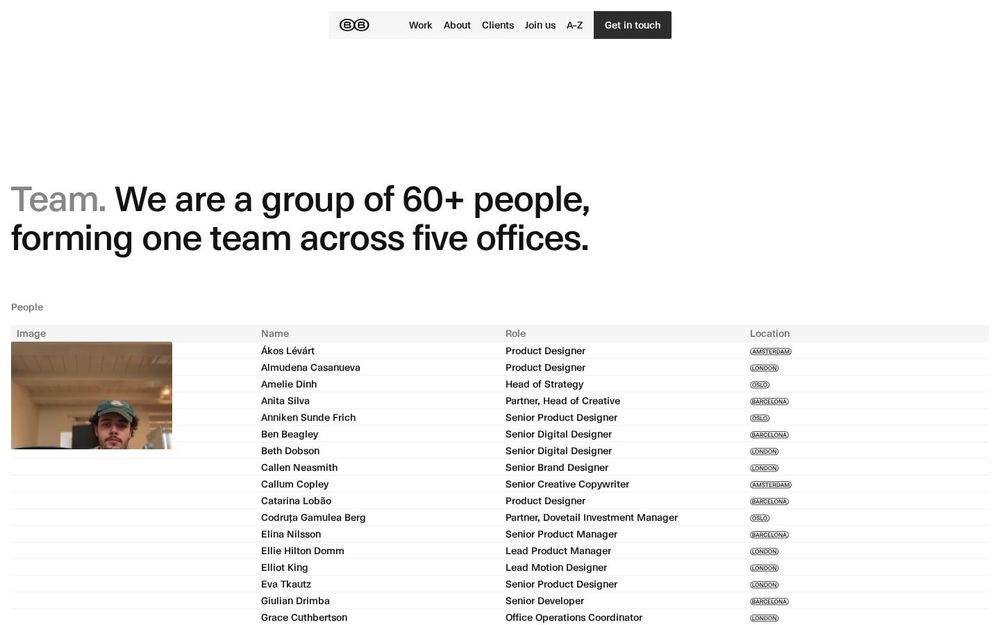 BB Work About Clients Join us A–Z Get in touch
Team. We are a group of 60+ people,
forming one team across five offices.
People
Image Name Role Location
Ákos Lévárt Product Designer AMSTERDAM
Almudena Casanueva Product Designer LONDON
Amelie Dinh Head of Strategy OSLO
Anita Silva Partner, Head of Creative BARCELONA
Anniken Sunde Frich Senior Product Designer OSLO
Ben Beagley Senior Digital Designer BARCELONA
Beth Dobson Senior Digital Designer LONDON
Callen Neasmith Senior Brand Designer LONDON
Callum Copley Senior Creative Copywriter AMSTERDAM
Catarina Lobão Product Designer BARCELONA
Codruța Gamulea Berg Partner, Dovetail Investment Manager OSLO
Elina Nilsson Senior Product Manager BARCELONA
Ellie Hilton Domm Lead Product Manager LONDON
Elliot King Lead Motion Designer LONDON
Eva Tkautz Senior Product Designer LONDON
Giulian Drimba Senior Developer BARCELONA
Grace Cuthbertson Office Operations Coordinator LONDON